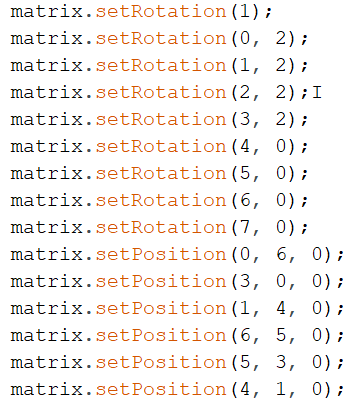 matrix.setRotation(1);
matrix.setRotation(0, 2);
matrix.setRotation(1, 2);
matrix.setRotation(2, 2);
matrix.setRotation(3, 2);
matrix.setRotation(4, 0);
matrix.setRotation(5, 0);
matrix.setRotation(6, 0);
matrix.setRotation(7, 0);
matrix.setPosition(0, 6, 0);
matrix.setPosition(3, 0, 0);
matrix.setPosition(1, 4, 0);
matrix.setPosition(6, 5, 0);
matrix.setPosition(5, 3, 0);
matrix.setPosition(4, 1, 0);